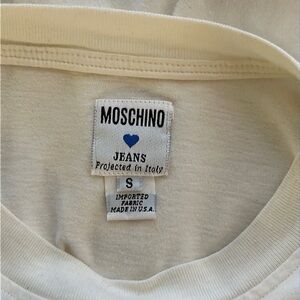 MOSCHINO
JEANS
Projected in Italy
S
IMPORTED
FABRIC
MADE IN U.S.A.